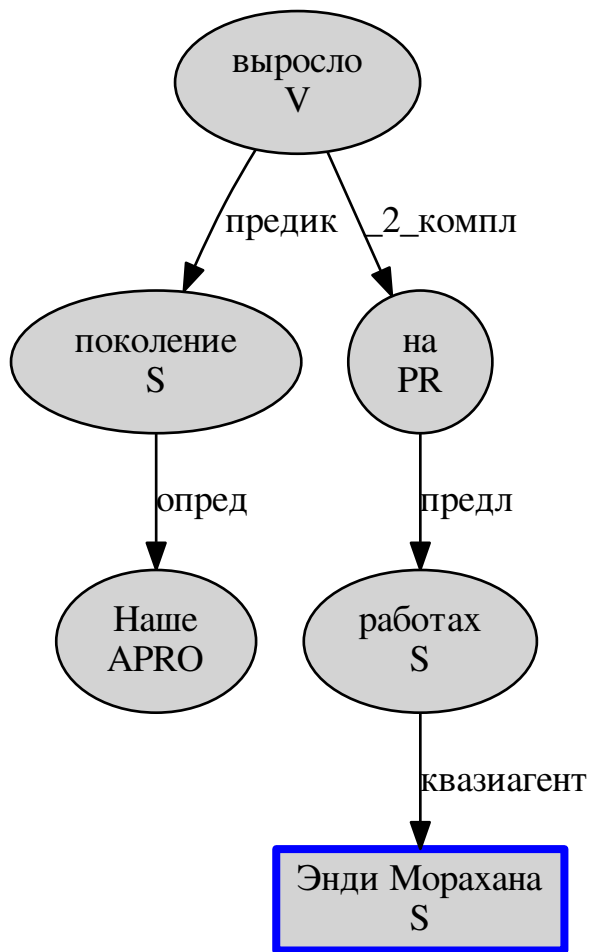 выросло
V
предик
_2_компл
поколение
S
на
PR
опред
предл
Наше
APRO
работах
S
квазиагент
Энди Морахана
S